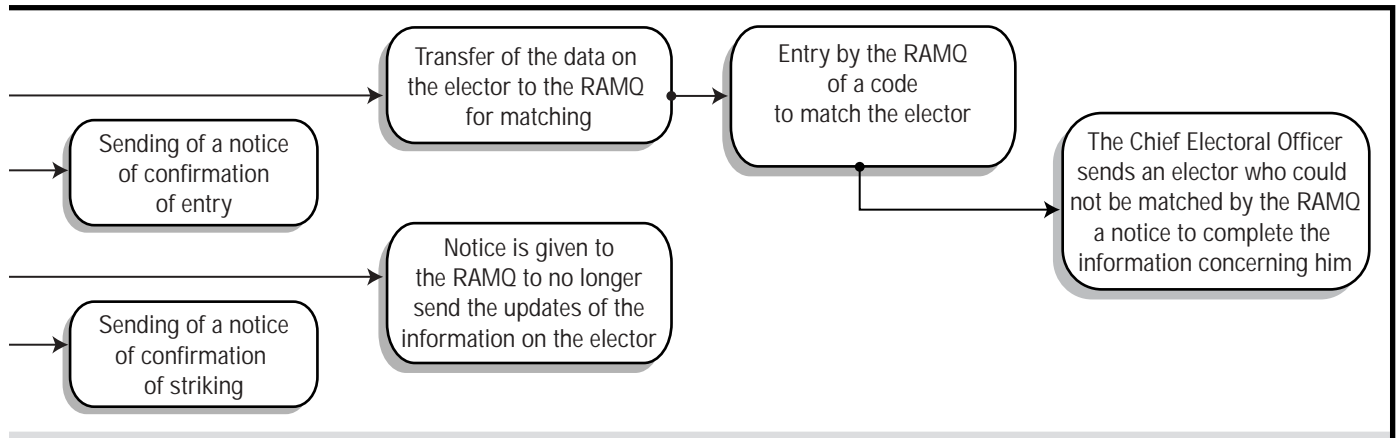 Transfer of the data on
the elector to the RAMQ
for matching
Entry by the RAMQ
of a code
to match the elector
Sending of a notice
of confirmation
of entry
The Chief Electoral Officer
sends an elector who could
not be matched by the RAMQ
a notice to complete the
information concerning him
Notice is given to
the RAMQ to no longer
send the updates of the
information on the elector
Sending of a notice
of confirmation
of striking